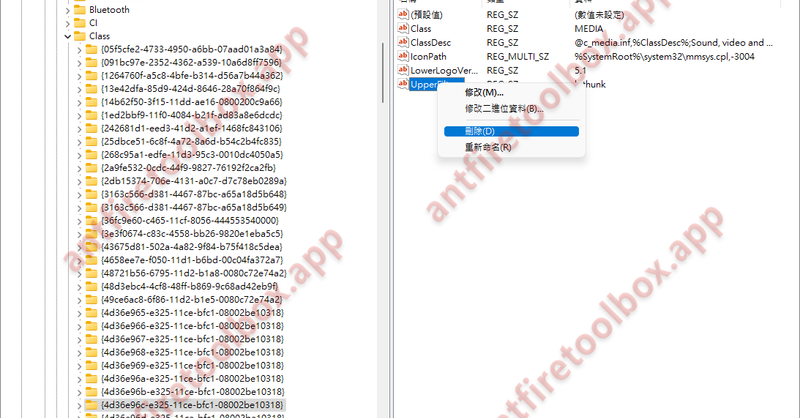 Bluetooth
CI
Class
{05f5cfe2-4733-4950-a6bb-07aad01a3a84}
{091bc97e-2352-4362-a539-10a6d8ff7596}
{1264760f-a5c8-4bfe-b314-d56a7b44a362}
{13e42dfa-85d9-424d-8646-28a70f864f9c}
{14b62f50-3f15-11dd-ae16-0800200c9a66}
{1ed2bbf9-11f0-4084-b21f-ad83a8e6dcdc}
{242681d1-eed3-41d2-a1ef-1468fc843106}
{25dbce51-6c8f-4a72-8a6d-b54c2b4fc835}
{268c95a1-edfe-11d3-95c3-0010dc4050a5}
{2a9fe532-0cdc-44f9-9827-76192f2ca2fb}
{2db15374-706e-4131-a0c7-d7c78eb0289a}
{3163c566-d381-4467-87bc-a65a18d5b648}
{3163c566-d381-4467-87bc-a65a18d5b649}
{36fc9e60-c465-11cf-8056-444553540000}
{3e3f0674-c83c-4558-bb26-9820e1eba5c5}
{43675d81-502a-4a82-9f84-b75f418c5dea}
{4658ee7e-f050-11d1-b6bd-00c04fa372a7}
{48721b56-6795-11d2-b1a8-0080c72e74a2}
{48d3ebc4-4cf8-48ff-b869-9c68ad42eb9f}
{49ce6ac8-6f86-11d2-b1e5-0080c72e74a2}
{4d36e965-e325-11ce-bfc1-08002be10318}
{4d36e966-e325-11ce-bfc1-08002be10318}
{4d36e967-e325-11ce-bfc1-08002be10318}
{4d36e968-e325-11ce-bfc1-08002be10318}
{4d36e969-e325-11ce-bfc1-08002be10318}
{4d36e96a-e325-11ce-bfc1-08002be10318}
{4d36e96b-e325-11ce-bfc1-08002be10318}
{4d36e96c-e325-11ce-bfc1-08002be10318}
(預設值) REG_SZ (數值未設定)
Class REG_SZ MEDIA
ClassDesc REG_SZ @c_media.inf,%ClassDesc%;Sound, video and ...
IconPath REG_MULTI_SZ %SystemRoot%\system32\mmsys.cpl,-3004
LowerLogoVer... REG_SZ 5.1
修改(M)...
修改二進位資料(B)...
刪除(D)
重新命名(R)
antfiretoolbox.app
antfiretoolbox.app
antfiretoolbox.app
antfiretoolbox.app